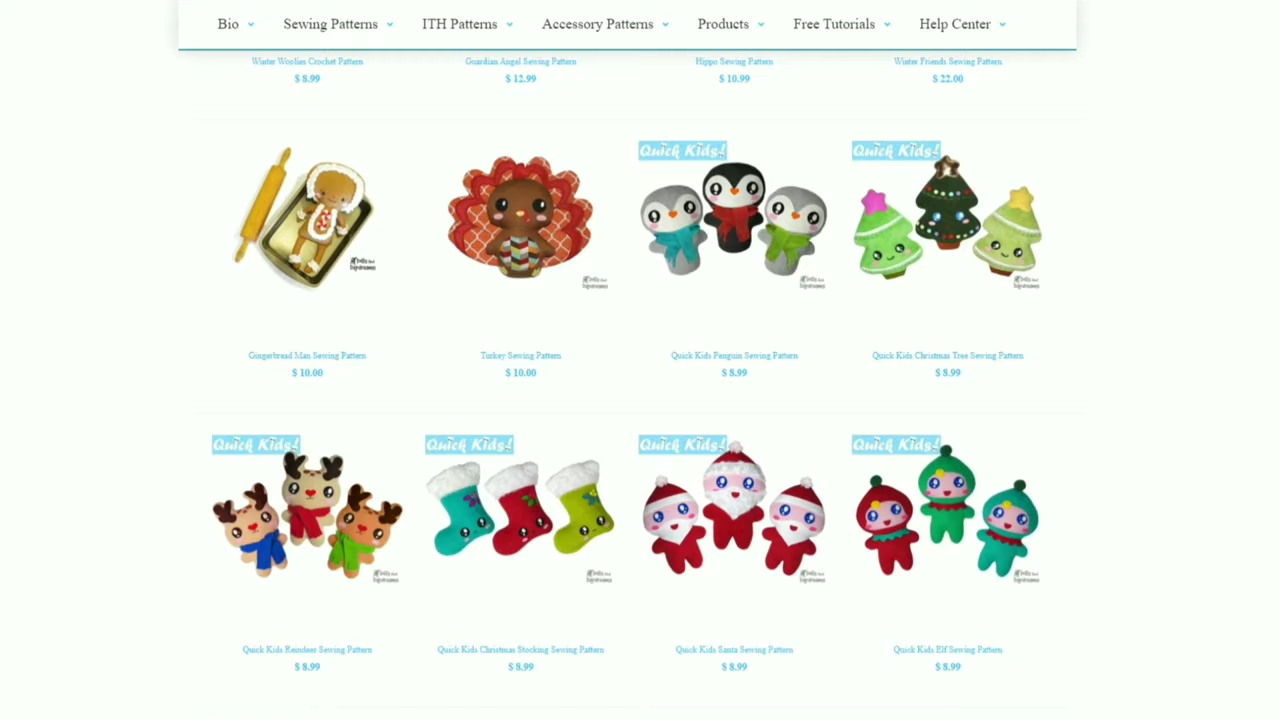 Bio
Sewing Patterns
ITH Patterns
Accessory Patterns
Products
Free Tutorials
Help Center
Winter Woolies Crochet Pattern
$ 8.99
Guardian Angel Sewing Pattern
$ 12.99
Hippo Sewing Pattern
$ 10.99
Winter Friends Sewing Pattern
$ 22.00
Gingerbread Man Sewing Pattern
$ 10.00
Turkey Sewing Pattern
$ 10.00
Quick Kids!
Quick Kids Penguin Sewing Pattern
$ 8.99
Quick Kids!
Quick Kids Christmas Tree Sewing Pattern
$ 8.99
Quick Kids!
Quick Kids Reindeer Sewing Pattern
$ 8.99
Quick Kids!
Quick Kids Christmas Stocking Sewing Pattern
$ 8.99
Quick Kids!
Quick Kids Santa Sewing Pattern
$ 8.99
Quick Kids!
Quick Kids Elf Sewing Pattern
$ 8.99